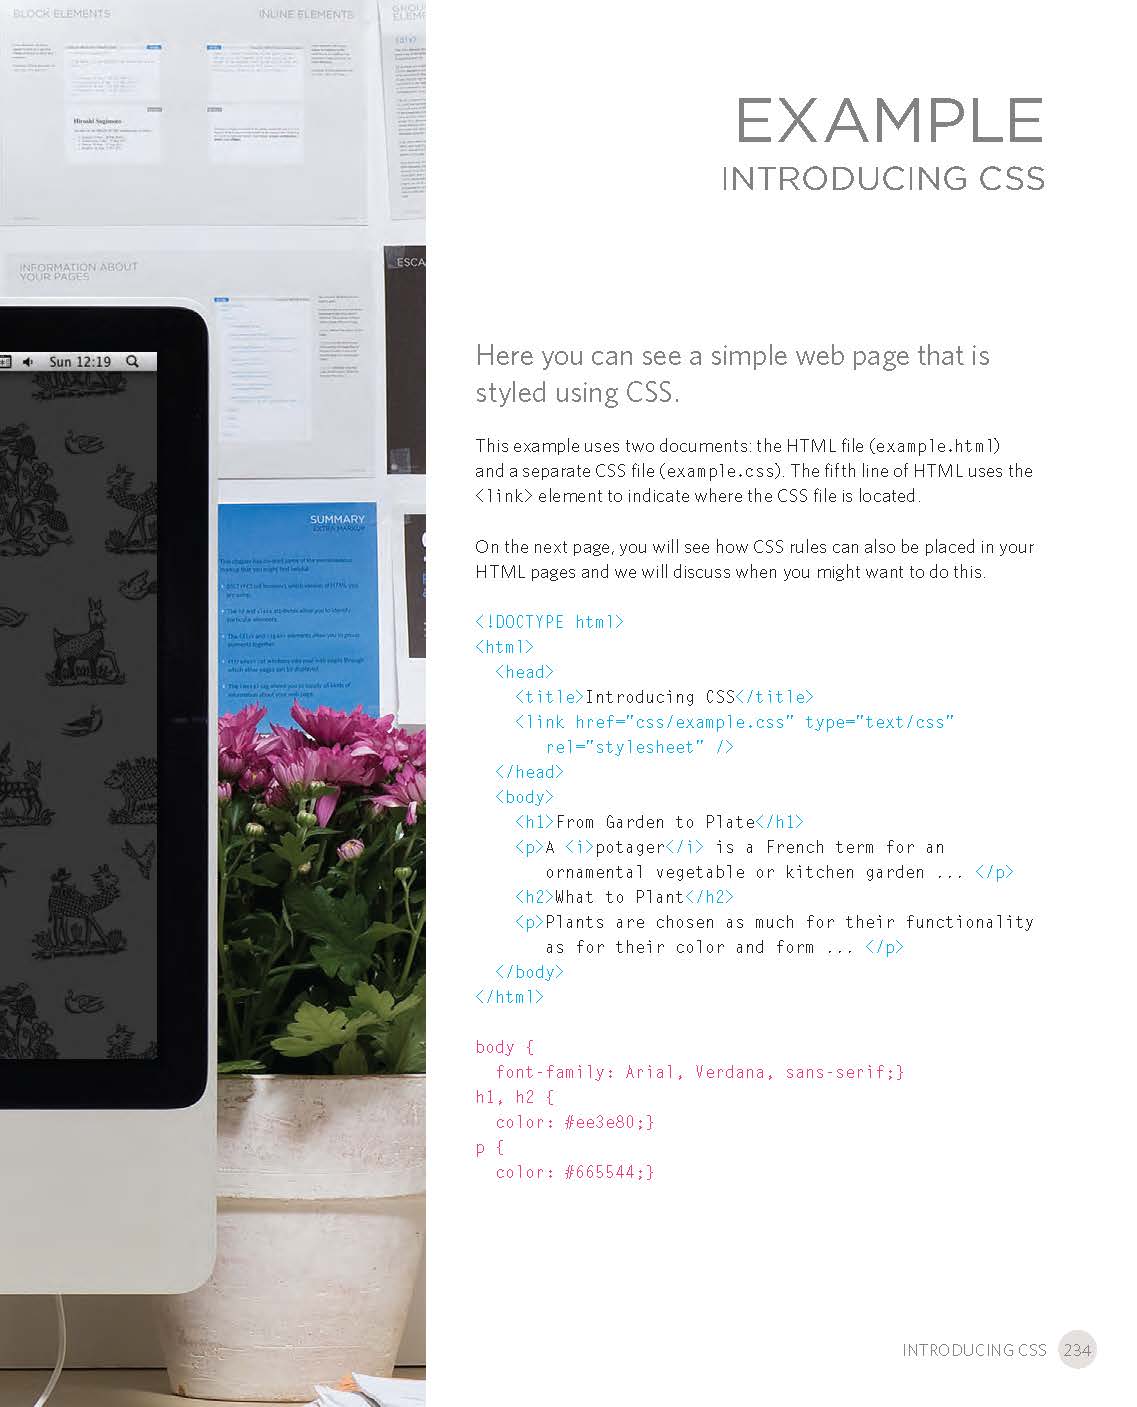 BLOCK ELEMENTS
INLINE ELEMENTS
Hiroshi Sugimoto
INFORMATION ABOUT
YOUR PAGES
ESCA
Sun 12:19
SUMMARY
EXTRA MARKUP
EXAMPLE
INTRODUCING CSS
Here you can see a simple web page that is
styled using CSS.
This example uses two documents: the HTML file (example.html)
and a separate CSS file (example.css). The fifth line of HTML uses the
<link> element to indicate where the CSS file is located.
On the next page, you will see how CSS rules can also be placed in your
HTML pages and we will discuss when you might want to do this.
<!DOCTYPE html>
<html>
<head>
<title>Introducing CSS</title>
<link href="css/example.css" type="text/css"
rel="stylesheet" />
</head>
<body>
<h1>From Garden to Plate</h1>
<p>A <i>potager</i> is a French term for an
ornamental vegetable or kitchen garden ... </p>
<h2>What to Plant</h2>
<p>Plants are chosen as much for their functionality
as for their color and form ... </p>
</body>
</html>
body {
font-family: Arial, Verdana, sans-serif;}
h1, h2 {
color: #ee3e80;}
p {
color: #665544;}
INTRODUCING CSS 234